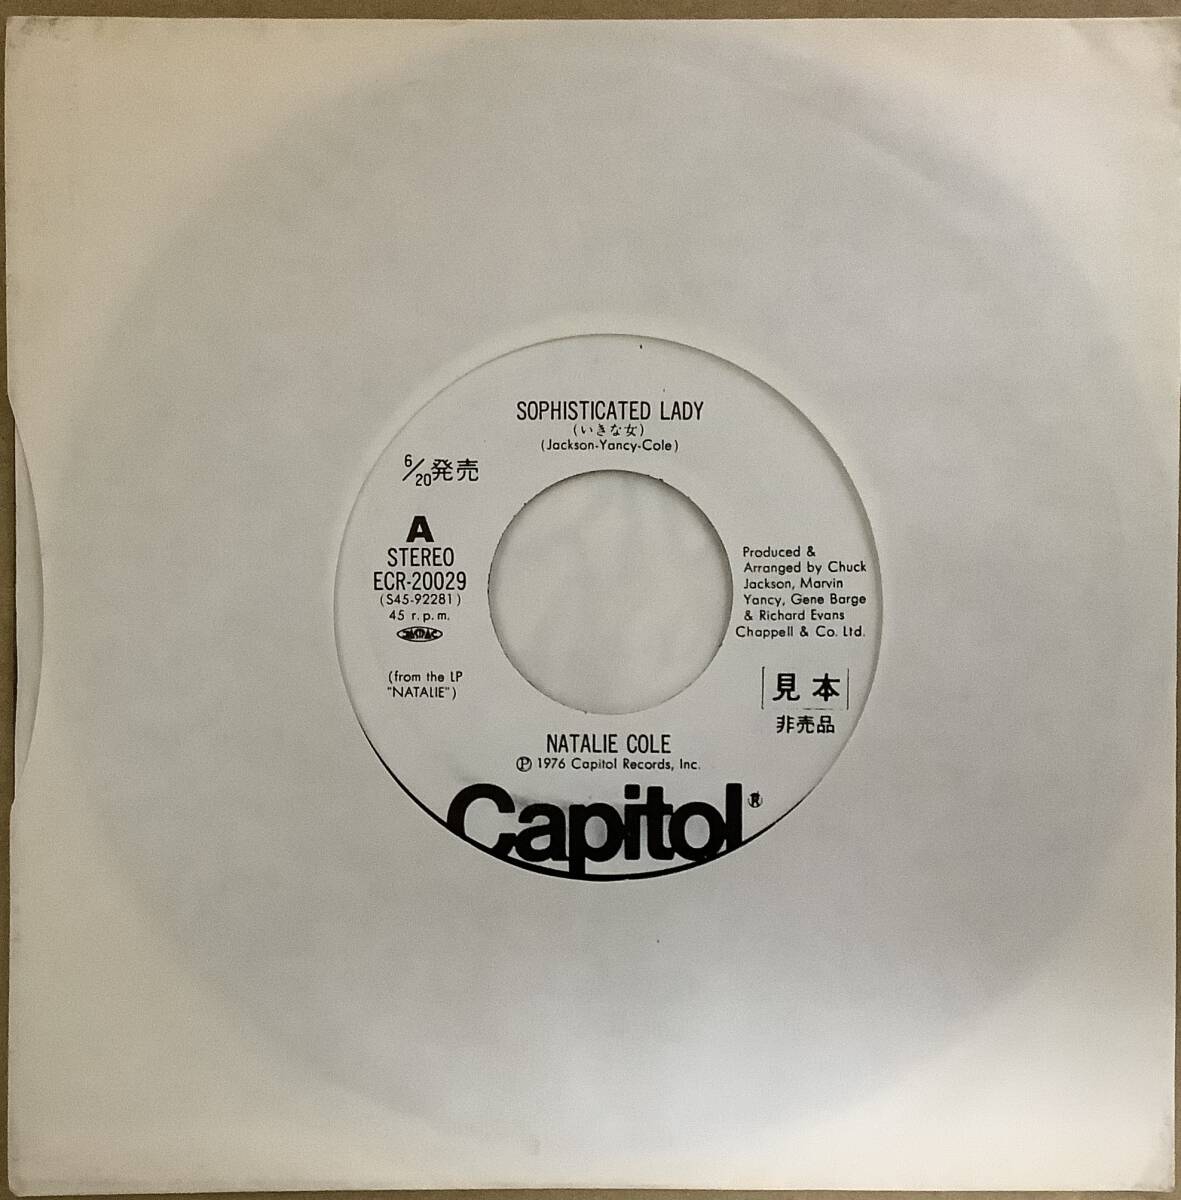 SOPHISTICATED LADY
(いきな女)
(Jackson-Yancy-Cole)
6/20発売
A
STEREO
ECR-20029
(S45-92281)
45 r.p.m.
(from the LP
"NATALIE")
Produced &
Arranged by Chuck
Jackson, Marvin
Yancy, Gene Barge
& Richard Evans
Chappell & Co. Ltd.
見本
非売品
NATALIE COLE
Ⓟ 1976 Capitol Records, Inc.
Capitol®